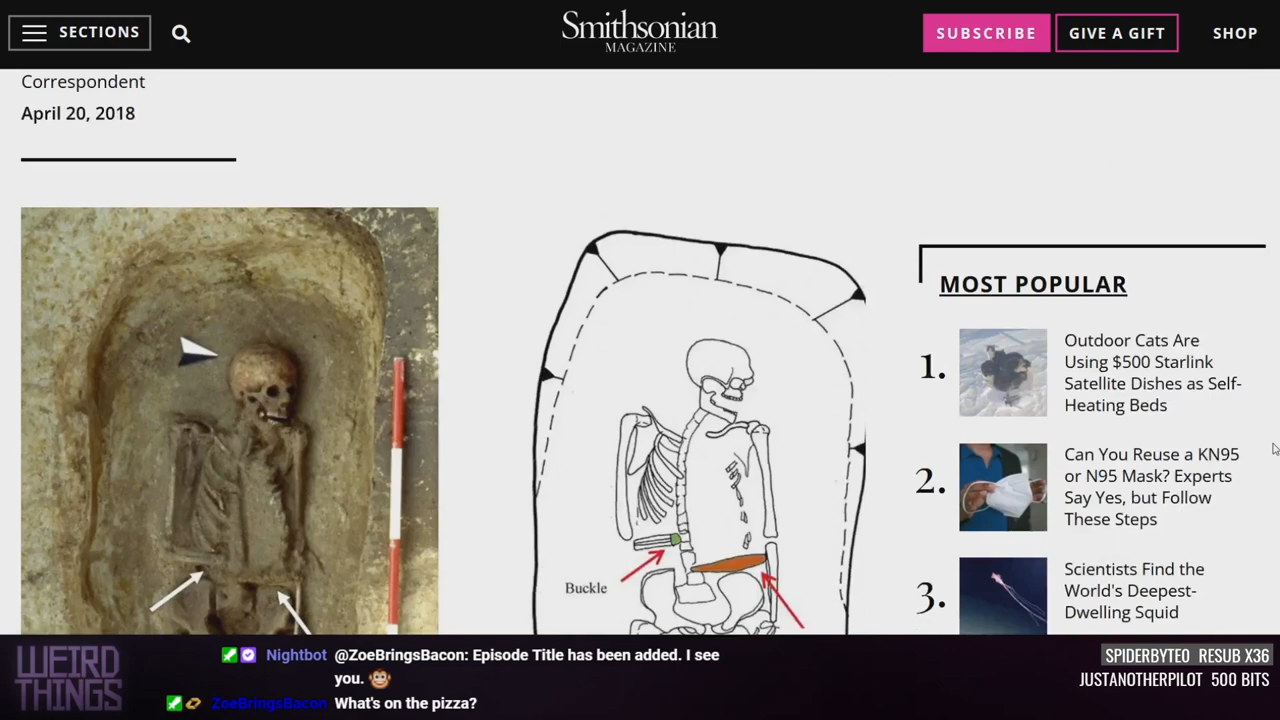 SECTIONS
Smithsonian
MAGAZINE
SUBSCRIBE
GIVE A GIFT
SHOP
Correspondent
April 20, 2018
Buckle
MOST POPULAR
1.
Outdoor Cats Are
Using $500 Starlink
Satellite Dishes as Self-
Heating Beds
2.
Can You Reuse a KN95
or N95 Mask? Experts
Say Yes, but Follow
These Steps
3.
Scientists Find the
World's Deepest-
Dwelling Squid
WEIRD
THINGS
Nightbot @ZoeBringsBacon: Episode Title has been added. I see
you.
ZoeBringsBacon What's on the pizza?
SPIDERBYTE0 RESUB X36
JUSTANOTHERPILOT 500 BITS